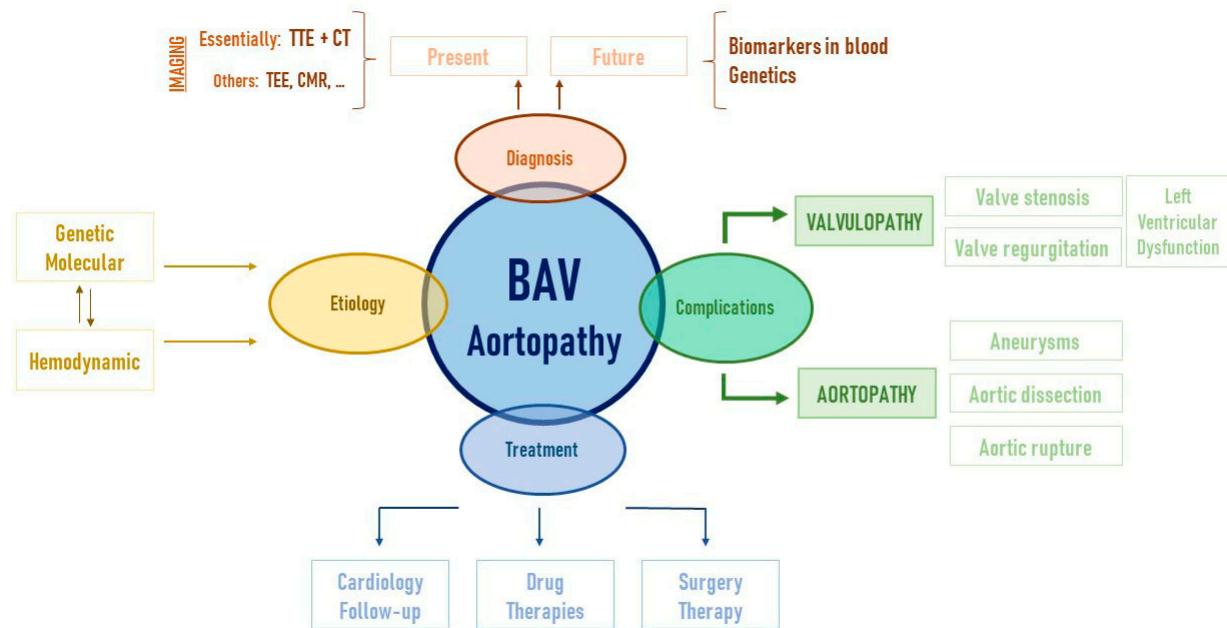 IMAGING
Essentially: TTE + CT
Others: TEE, CMR, ...
Present
Future
Biomarkers in blood
Genetics
Diagnosis
Genetic
Molecular
Hemodynamic
Etiology
BAV
Aortopathy
Complications
VALVULOPATHY
Valve stenosis
Valve regurgitation
Left
Ventricular
Dysfunction
AORTOPATHY
Aneurysms
Aortic dissection
Aortic rupture
Treatment
Cardiology
Follow-up
Drug
Therapies
Surgery
Therapy